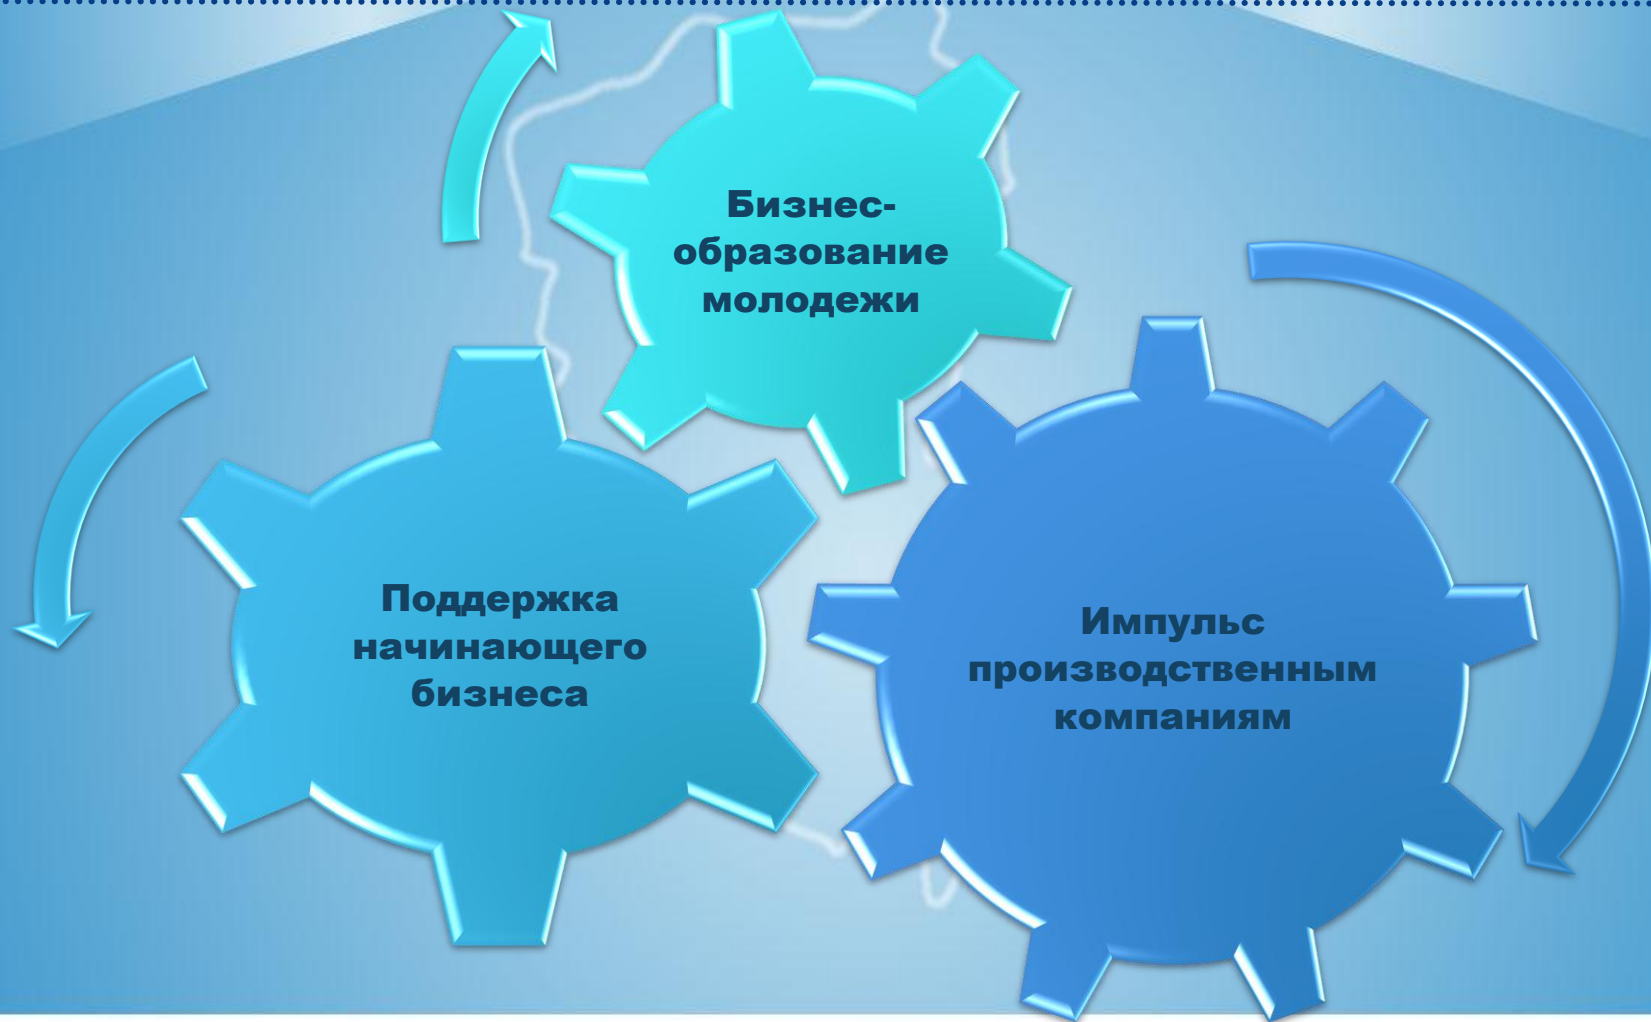 Бизнес-
образование
молодежи
Поддержка
начинающего
бизнеса
Импульс
производственным
компаниям